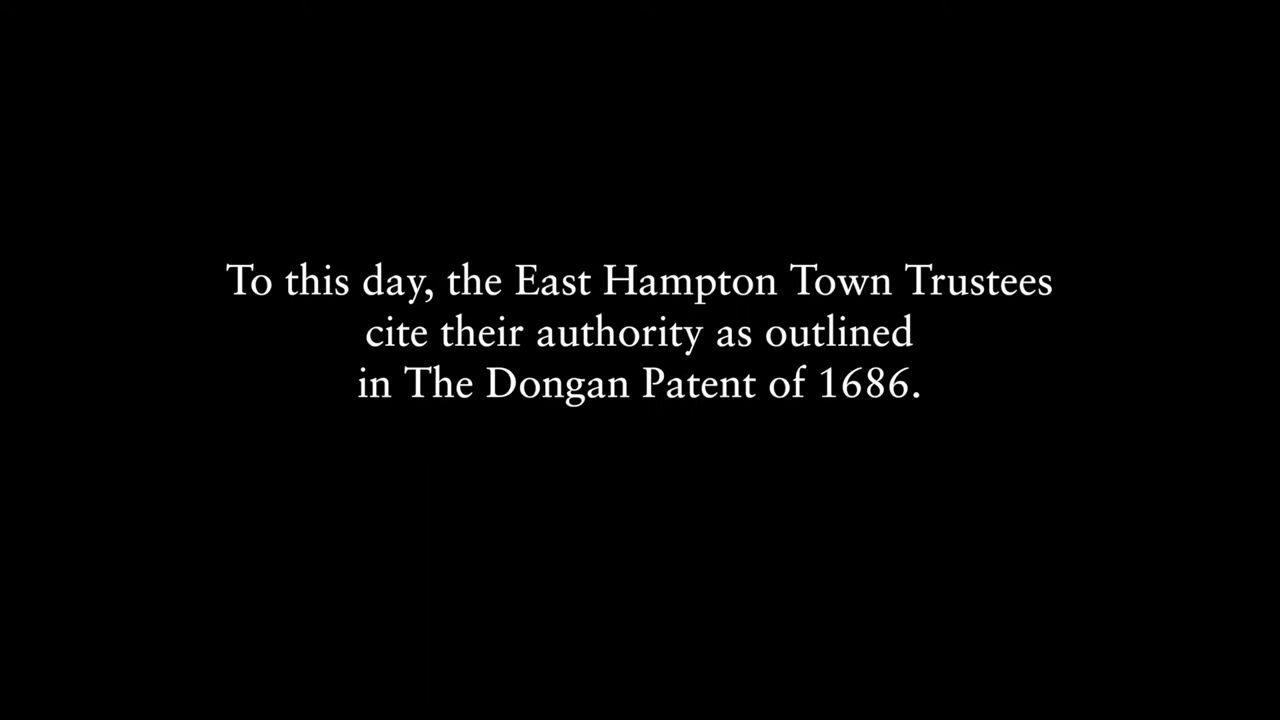 To this day, the East Hampton Town Trustees
cite their authority as outlined
in The Dongan Patent of 1686.